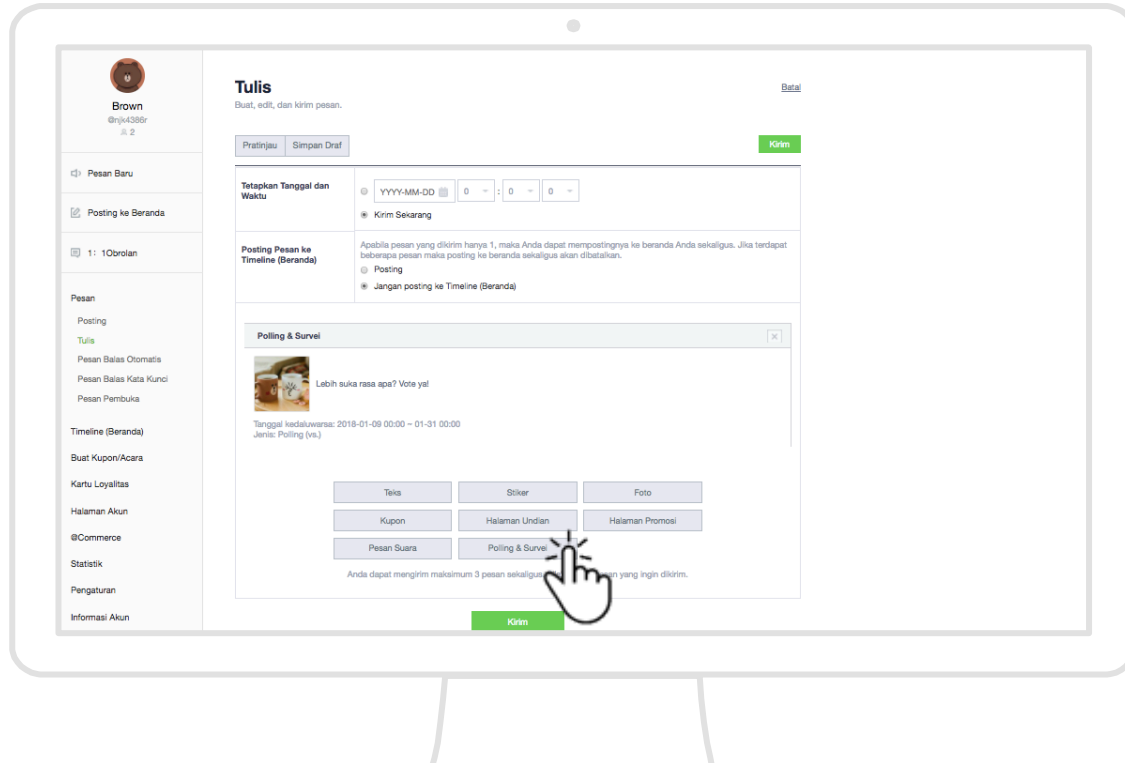 Brown
@njk4386r
2
Pesan Baru
Posting ke Beranda
1: 1Obrolan
Pesan
Posting
Tulis
Pesan Balas Otomatis
Pesan Balas Kata Kunci
Pesan Pembuka
Timeline (Beranda)
Buat Kupon/Acara
Kartu Loyalitas
Halaman Akun
@Commerce
Statistik
Pengaturan
Informasi Akun
Tulis
Batal
Buat, edit, dan kirim pesan.
Pratinjau Simpan Draf
Kirim
Tetapkan Tanggal dan
Waktu
YYYY-MM-DD 0 : 0 0
Kirim Sekarang
Posting Pesan ke
Timeline (Beranda)
Apabila pesan yang dikirim hanya 1, maka Anda dapat mempostingnya ke beranda Anda sekaligus. Jika terdapat
beberapa pesan maka posting ke beranda sekaligus akan dibatalkan.
Posting
Jangan posting ke Timeline (Beranda)
Polling & Survei
Lebih suka rasa apa? Vote ya!
Tanggal kedaluwarsa: 2018-01-09 00:00 ~ 01-31 00:00
Jenis: Polling (vs.)
Teks Stiker Foto
Kupon Halaman Undian Halaman Promosi
Pesan Suara Polling & Survei
Anda dapat mengirim maksimum 3 pesan sekaligus. yang ingin dikirim.
Kirim